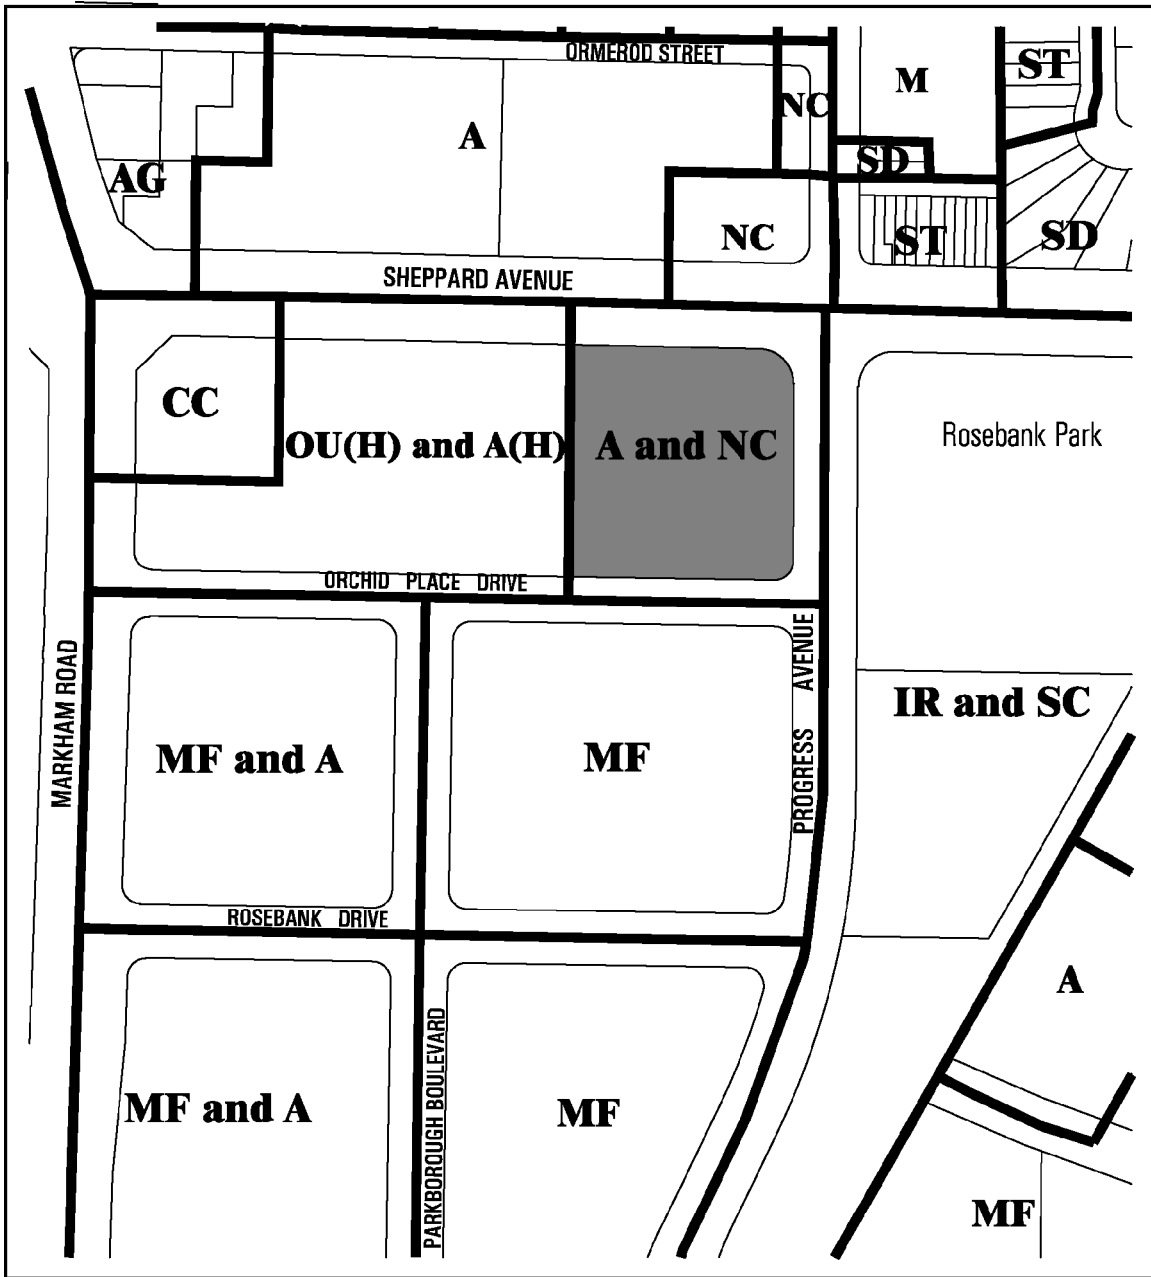 ORMEROD STREET
ST
M
NC
A
SD
AG
NC
ST
SD
SHEPPARD AVENUE
CC
OU(H) and A(H)
A and NC
Rosebank Park
ORCHID PLACE DRIVE
MARKHAM ROAD
PROGRESS AVENUE
IR and SC
MF and A
MF
ROSEBANK DRIVE
A
PARKBOROUGH BOULEVARD
MF and A
MF
MF